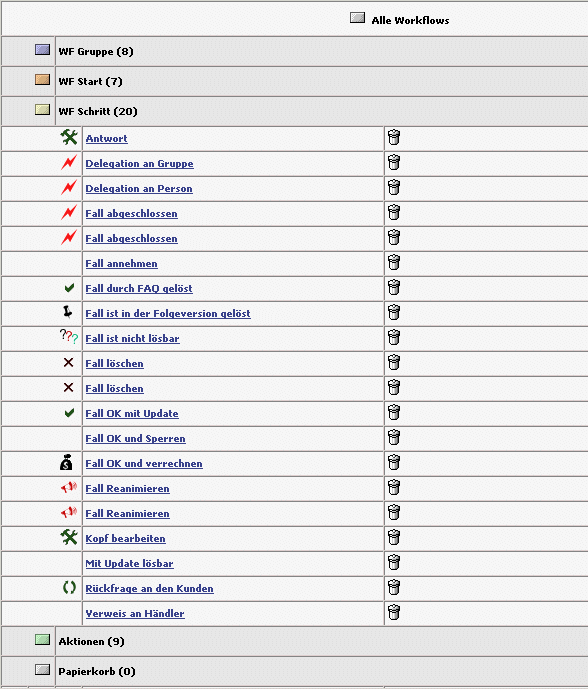 Alle Workflows
WF Gruppe (8)
WF Start (7)
WF Schritt (20)
Antwort
Delegation an Gruppe
Delegation an Person
Fall abgeschlossen
Fall abgeschlossen
Fall annehmen
Fall durch FAQ gelöst
Fall ist in der Folgeversion gelöst
??? Fall ist nicht lösbar
Fall löschen
Fall löschen
Fall OK mit Update
Fall OK und Sperren
$ Fall OK und verrechnen
Fall Reanimieren
Fall Reanimieren
Kopf bearbeiten
Mit Update lösbar
Rückfrage an den Kunden
Verweis an Händler
Aktionen (9)
Papierkorb (0)